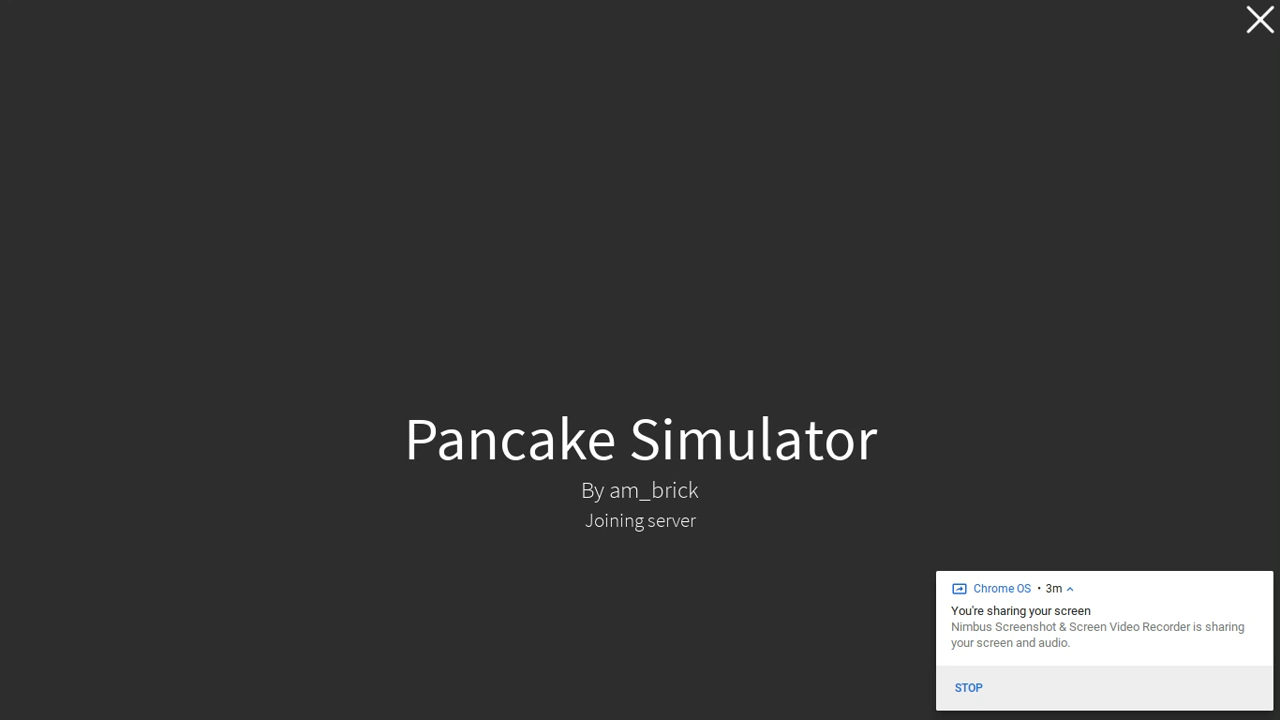 Pancake Simulator
By am_brick
Joining server
Chrome OS • 3m
You're sharing your screen
Nimbus Screenshot & Screen Video Recorder is sharing
your screen and audio.
STOP